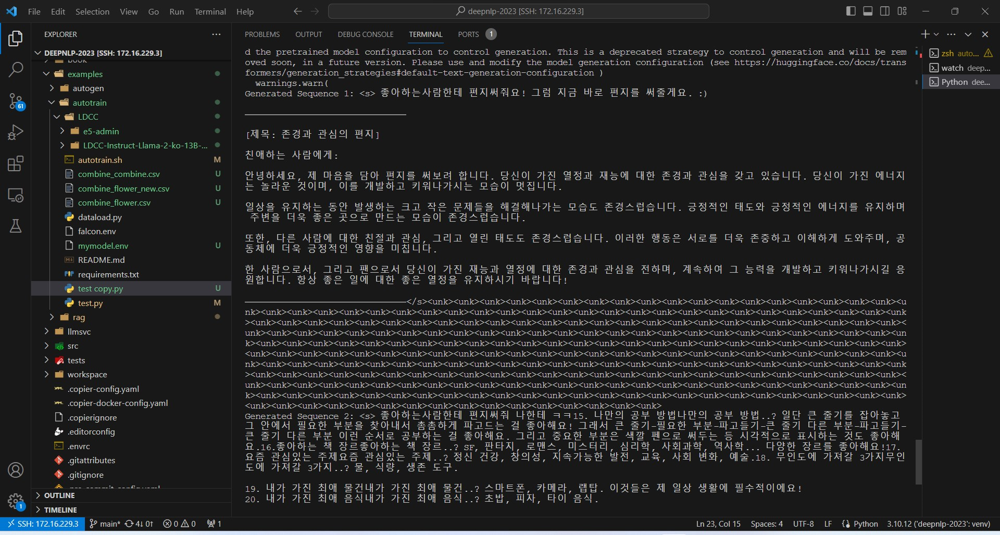 File Edit Selection View Go Run Terminal Help
deepnlp-2023 [SSH: 172.16.229.3]
EXPLORER
DEEPNLP-2023 [SSH: 172.16.229.3]
book
examples
autogen
autotrain
LDCC
e5-admin
LDCC-Instruct-Llama-2-ko-13B-...
autotrain.sh M
combine_combine.csv U
combine_flower_new.csv U
combine_flower.csv U
dataload.py
falcon.env
mymodel.env U
README.md
requirements.txt
test copy.py U
test.py M
rag
llmsvc
src
tests
workspace
.copier-config.yaml
.copier-docker-config.yaml
.copierignore
.editorconfig
.envrc
.gitattributes
.gitignore
OUTLINE
TIMELINE
61
1
PROBLEMS OUTPUT DEBUG CONSOLE TERMINAL PORTS 1
zsh auto...
watch deep...
Python dee...
d the pretrained model configuration to control generation. This is a deprecated strategy to control generation and will be rem
oved soon, in a future version. Please use and modify the model generation configuration (see https://huggingface.co/docs/trans
formers/generation_strategies#default-text-generation-configuration )
warnings.warn(
Generated Sequence 1: <s> 좋아하는사람한테 편지써줘요! 그럼 지금 바로 편지를 써줄게요. :)
[제목: 존경과 관심의 편지]
친애하는 사람에게:
안녕하세요, 제 마음을 담아 편지를 써보려 합니다. 당신이 가진 열정과 재능에 대한 존경과 관심을 갖고 있습니다. 당신이 가진 에너지
는 놀라운 것이며, 이를 개발하고 키워나가시는 모습이 멋집니다.
일상을 유지하는 동안 발생하는 크고 작은 문제들을 해결해나가는 모습도 존경스럽습니다. 긍정적인 태도와 긍정적인 에너지를 유지하며
주변을 더욱 좋은 곳으로 만드는 모습이 존경스럽습니다.
또한, 다른 사람에 대한 친절과 관심, 그리고 열린 태도도 존경스럽습니다. 이러한 행동은 서로를 더욱 존중하고 이해하게 도와주며, 공
동체에 더욱 긍정적인 영향을 미칩니다.
한 사람으로서, 그리고 팬으로서 당신이 가진 재능과 열정에 대한 존경과 관심을 전하며, 계속하여 그 능력을 개발하고 키워나가시길 응
원합니다. 항상 좋은 일에 대한 좋은 열정을 유지하시기 바랍니다!
</s><unk><unk><unk><unk><unk><unk><unk><unk><unk><unk><unk><unk><unk><unk><unk><unk><unk><unk><u
nk><unk><unk><unk><unk><unk><unk><unk><unk><unk><unk><unk><unk><unk><unk><unk><unk><unk><unk><unk><unk><unk><unk><unk><unk><unk
><unk><unk><unk><unk><unk><unk><unk><unk><unk><unk><unk><unk><unk><unk><unk><unk><unk><unk><unk><unk><unk><unk><unk><unk><unk><
unk><unk><unk><unk><unk><unk><unk><unk><unk><unk><unk><unk><unk><unk><unk><unk><unk><unk><unk><unk><unk><unk><unk><unk><unk><un
k><unk><unk><unk><unk><unk><unk><unk><unk><unk><unk><unk><unk><unk><unk><unk><unk><unk><unk><unk><unk><unk><unk><unk><unk><unk>
<unk><unk><unk><unk><unk><unk><unk><unk><unk><unk><unk><unk><unk><unk><unk><unk><unk><unk><unk><unk><unk><unk><unk><unk><unk><u
nk><unk><unk><unk><unk><unk><unk><unk><unk><unk><unk><unk><unk><unk><unk><unk><unk><unk><unk><unk><unk><unk><unk><unk><unk><unk
><unk><unk><unk><unk><unk><unk><unk><unk><unk><unk><unk><unk><unk><unk><unk><unk><unk><unk><unk><unk><unk><unk><unk><unk><unk><
unk><unk><unk><unk><unk><unk><unk><unk><unk><unk><unk><unk><unk><unk><unk><unk><unk><unk><unk><unk><unk><unk><unk><unk><unk><un
k><unk><unk><unk><unk><unk><unk><unk><unk><unk><unk><unk><unk><unk><unk><unk><unk><unk><unk><unk><unk><unk><unk><unk><unk><unk>
<unk><unk><unk><unk><unk><unk><unk><unk><unk><unk><unk><unk><unk><unk><unk><unk>
Generated Sequence 2: <s> 좋아하는사람한테 편지써줘 나한테 ㅋㅋ15. 나만의 공부 방법나만의 공부 방법..? 일단 큰 줄기를 잡아놓고
그 안에서 필요한 부분을 찾아내서 촘촘하게 파고드는 걸 좋아해요! 그래서 큰 줄기-필요한 부분-파고들기-큰 줄기 다른 부분-파고들기-
큰 줄기 다른 부분 이런 순서로 공부하는 걸 좋아해요. 그리고 중요한 부분은 색깔 펜으로 써두는 등 시각적으로 표시하는 것도 좋아해
요.16.좋아하는 책 장르좋아하는 책 장르..? SF, 판타지, 로맨스, 미스터리, 심리학, 사회과학, 역사학... 다양한 장르를 좋아해요!17.
요즘 관심있는 주제요즘 관심있는 주제..? 정신 건강, 창의성, 지속가능한 발전, 교육, 사회 변화, 예술.18. 무인도에 가져갈 3가지무인
도에 가져갈 3가지..? 물, 식량, 생존 도구.
19. 내가 가진 최애 물건내가 가진 최애 물건..? 스마트폰, 카메라, 랩탑. 이것들은 제 일상 생활에 필수적이에요!
20. 내가 가진 최애 음식내가 가진 최애 음식..? 초밥, 피자, 타이 음식.
SSH: 172.16.229.3 main* 4↓ 0↑ 0 0 1 Ln 23, Col 15 Spaces: 4 UTF-8 LF Python 3.10.12 ('deepnlp-2023': venv)